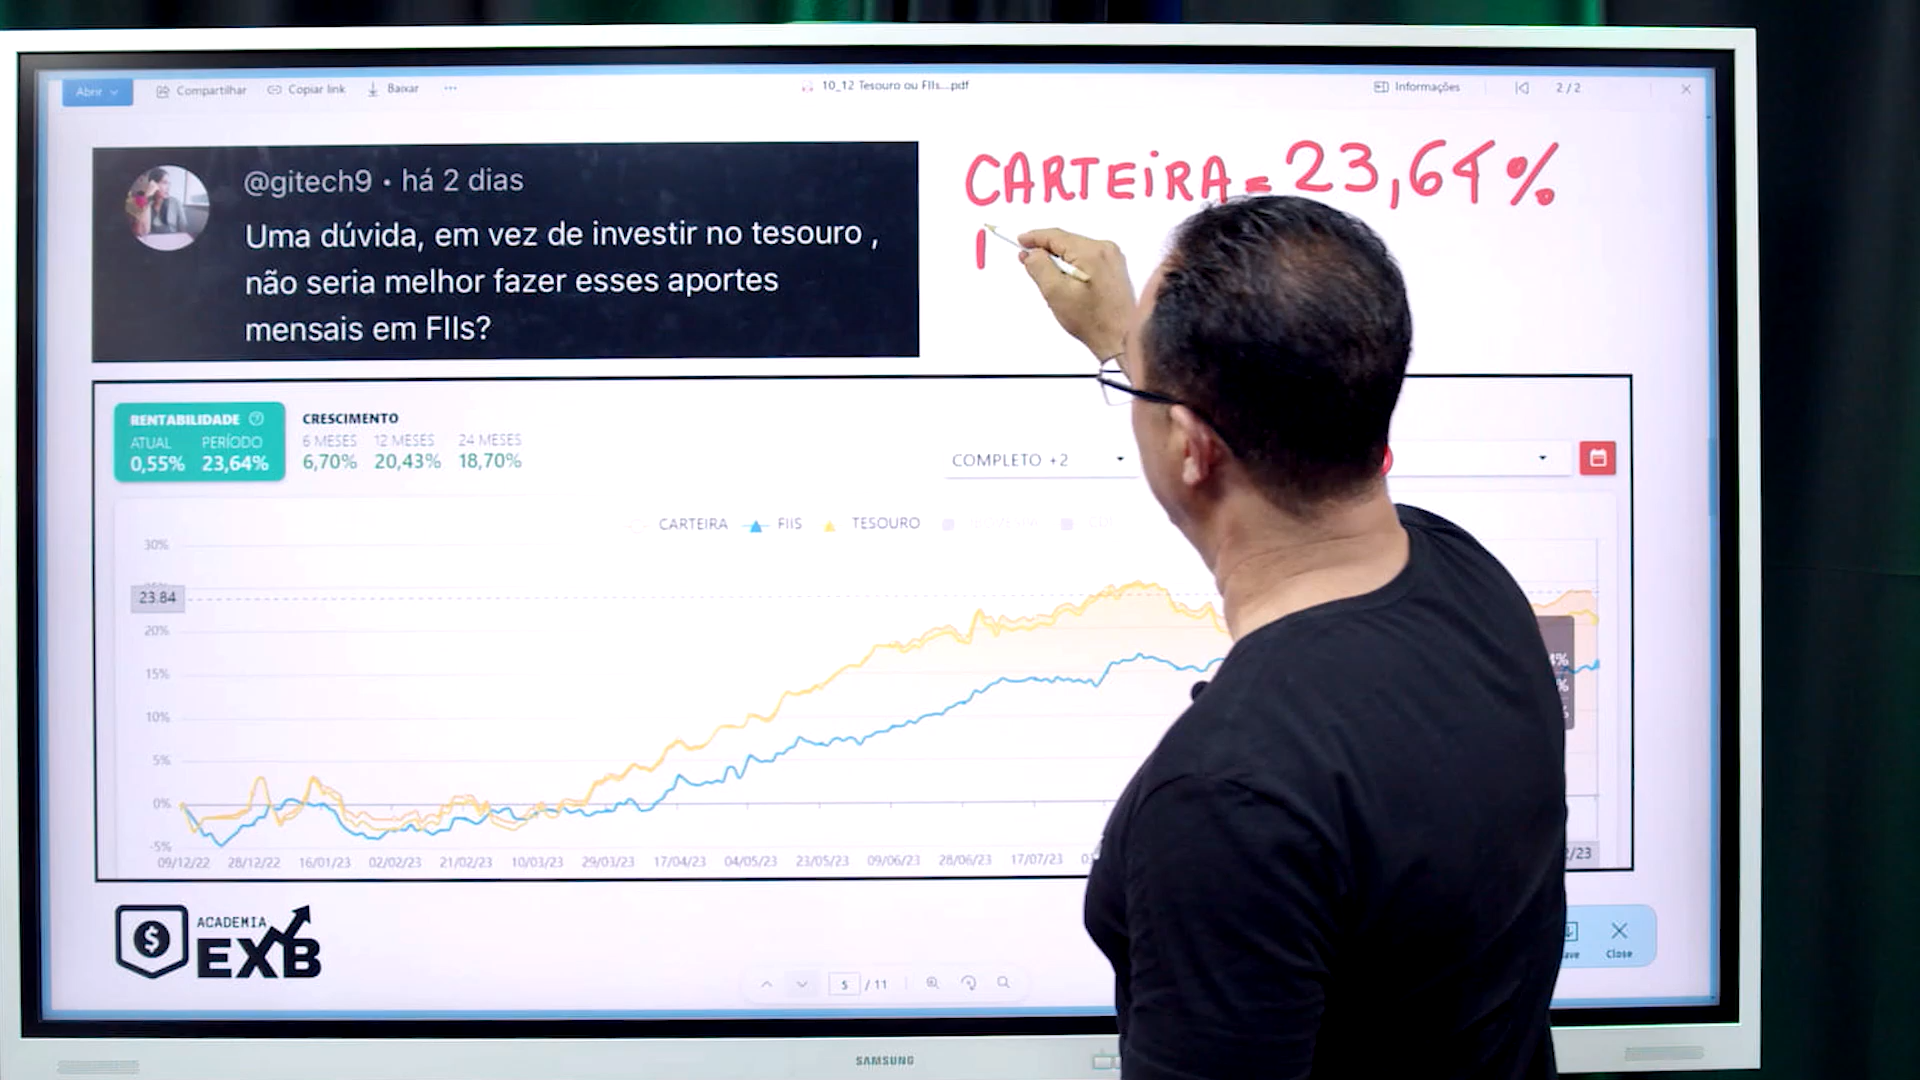 Abrir
Compartilhar
Copiar link
Baixar
10_12 Tesouro ou FIIs....pdf
Informações
2 / 2
@gitech9 • há 2 dias
Uma dúvida, em vez de investir no tesouro ,
não seria melhor fazer esses aportes
mensais em FIIs?
CARTEIRA = 23,64 %
RENTABILIDADE
ATUAL PERÍODO
0,55% 23,64%
CRESCIMENTO
6 MESES 12 MESES 24 MESES
6,70% 20,43% 18,70%
COMPLETO +2
CARTEIRA FIIS TESOURO
30%
23.84
20%
15%
10%
5%
0%
-5%
09/12/22 28/12/22 16/01/23 02/02/23 21/02/23 10/03/23 29/03/23 17/04/23 04/05/23 23/05/23 09/06/23 28/06/23 17/07/23
/23
ACADEMIA
EXB
5 / 11
Close
SAMSUNG